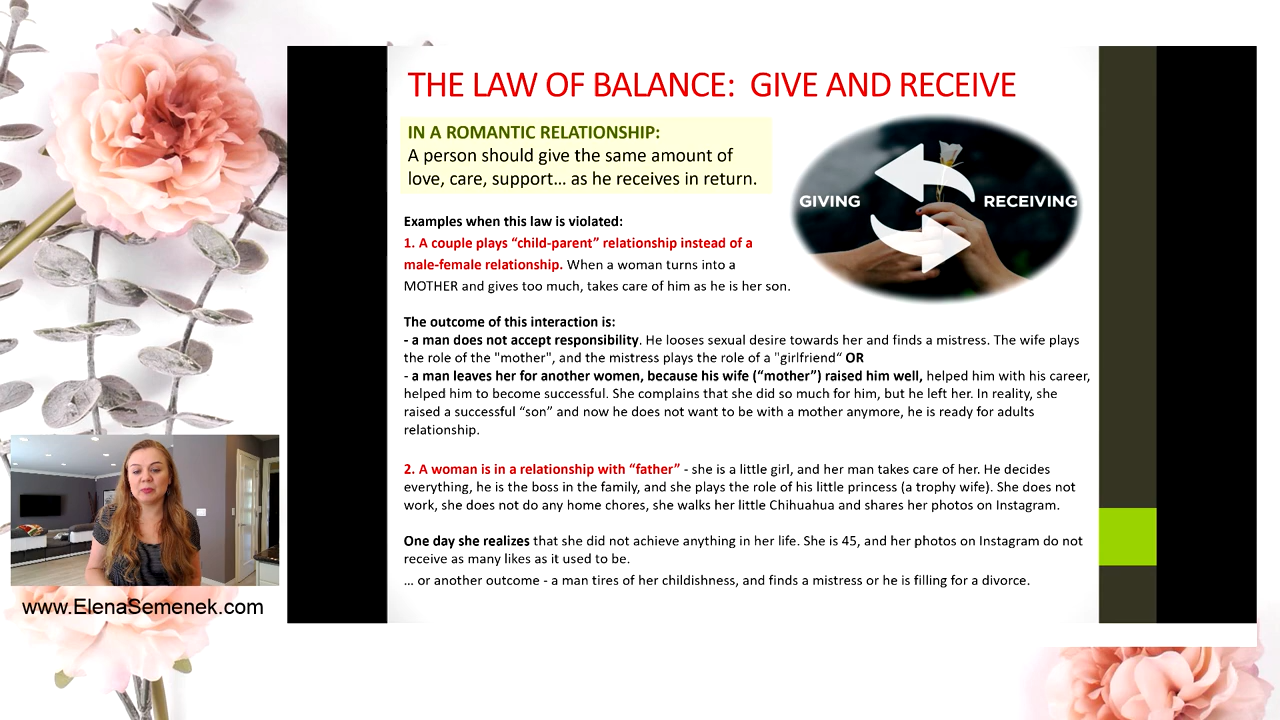 THE LAW OF BALANCE: GIVE AND RECEIVE
IN A ROMANTIC RELATIONSHIP:
A person should give the same amount of
love, care, support... as he receives in return.
GIVING
RECEIVING
Examples when this law is violated:
1. A couple plays “child-parent” relationship instead of a
male-female relationship. When a woman turns into a
MOTHER and gives too much, takes care of him as he is her son.
The outcome of this interaction is:
- a man does not accept responsibility. He looses sexual desire towards her and finds a mistress. The wife plays
the role of the "mother", and the mistress plays the role of a "girlfriend“ OR
- a man leaves her for another women, because his wife (“mother”) raised him well, helped him with his career,
helped him to become successful. She complains that she did so much for him, but he left her. In reality, she
raised a successful “son” and now he does not want to be with a mother anymore, he is ready for adults
relationship.
2. A woman is in a relationship with “father” - she is a little girl, and her man takes care of her. He decides
everything, he is the boss in the family, and she plays the role of his little princess (a trophy wife). She does not
work, she does not do any home chores, she walks her little Chihuahua and shares her photos on Instagram.
One day she realizes that she did not achieve anything in her life. She is 45, and her photos on Instagram do not
receive as many likes as it used to be.
... or another outcome - a man tires of her childishness, and finds a mistress or he is filling for a divorce.
www.ElenaSemenek.com